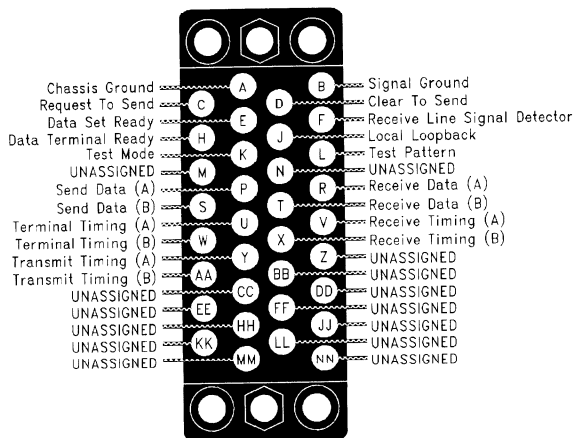 Chassis Ground A B Signal Ground
Request To Send C D Clear To Send
Data Set Ready E F Receive Line Signal Detector
Data Terminal Ready H J Local Loopback
Test Mode K L Test Pattern
UNASSIGNED M N UNASSIGNED
Send Data (A) P R Receive Data (A)
Send Data (B) S T Receive Data (B)
Terminal Timing (A) U V Receive Timing (A)
Terminal Timing (B) W X Receive Timing (B)
Transmit Timing (A) Y Z UNASSIGNED
Transmit Timing (B) AA BB UNASSIGNED
UNASSIGNED CC DD UNASSIGNED
UNASSIGNED EE FF UNASSIGNED
UNASSIGNED HH JJ UNASSIGNED
UNASSIGNED KK LL UNASSIGNED
UNASSIGNED MM NN UNASSIGNED